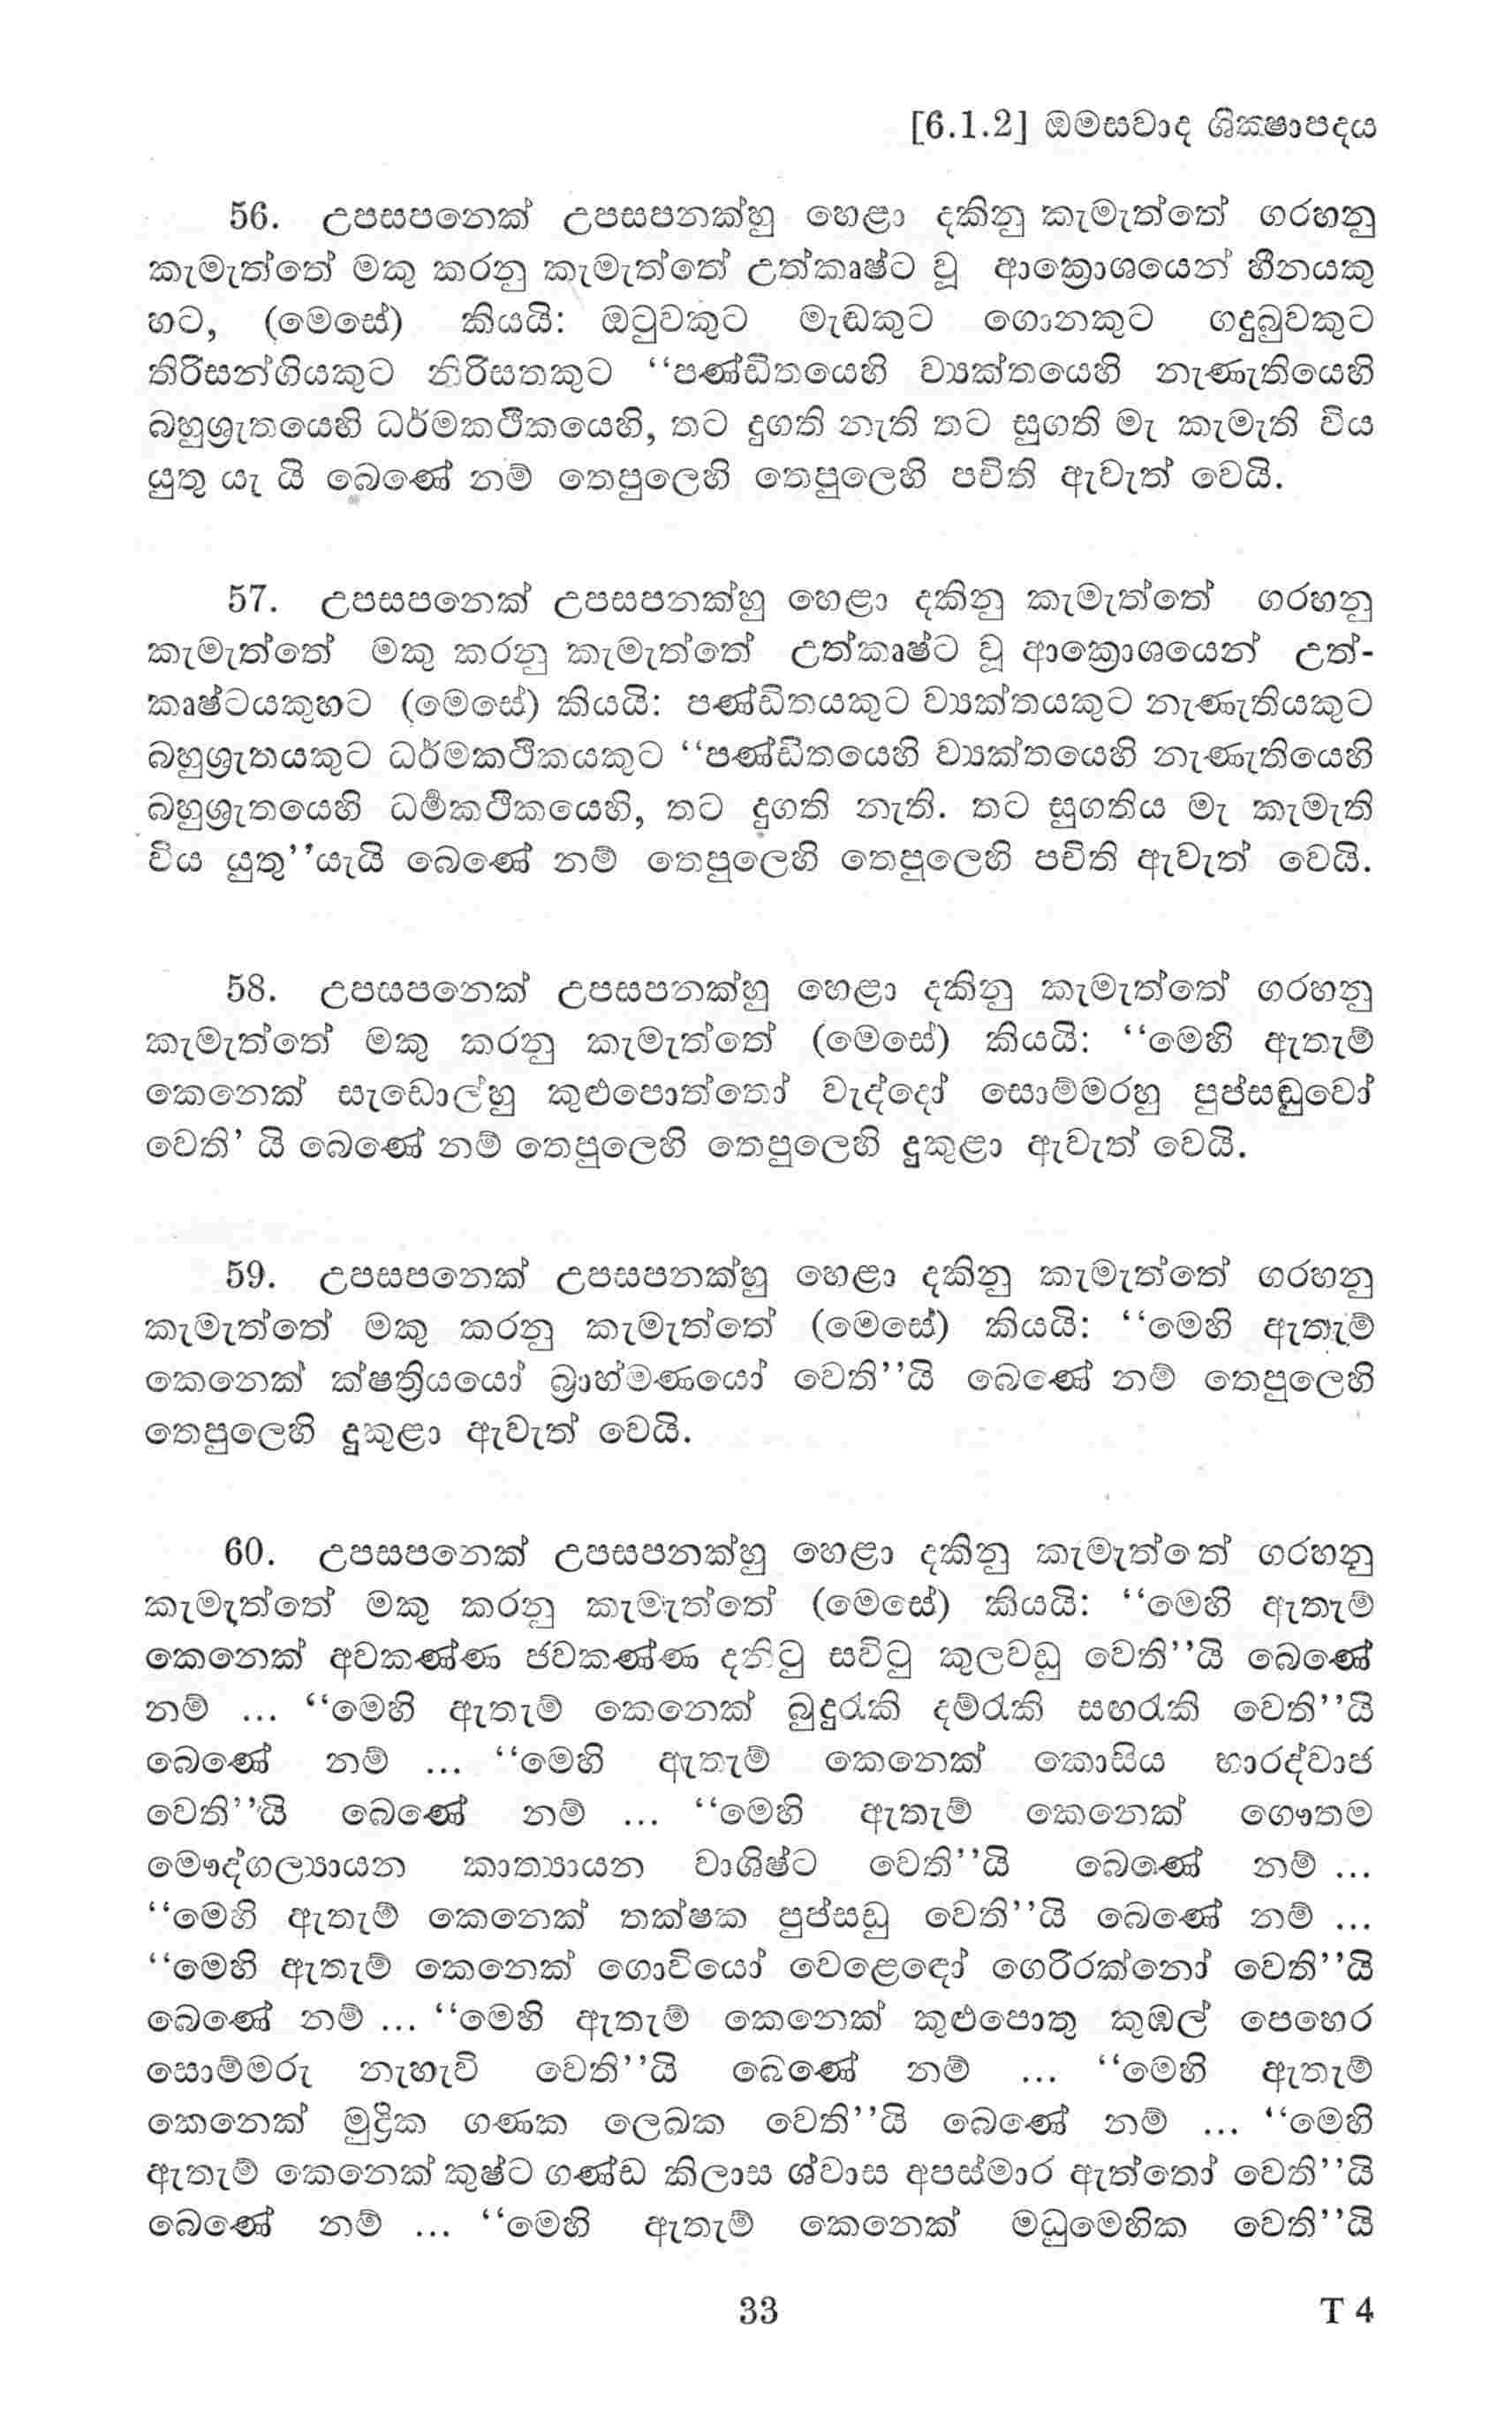 [6.1.2] ඔමසවාද ශික්‍ෂාපදය
56. උපසපනෙක් උපසපනක්හු හෙළා දකිනු කැමැත්තේ ගරහනු
කැමැත්තේ මකු කරනු කැමැත්තේ උත්කෘෂ්ට වූ ආක්‍රොශයෙන් හීනයකු
හට, (මෙසේ) කියයි: ඔටුවකුට මැඬකුට ගොනකුට ගදුබුවකුට
තිරිසන්ගියකුට නිරිසතකුට “පණ්ඩිතයෙහි ව්‍යක්තයෙහි නැණැතියෙහි
බහුශ්‍රැතයෙහි ධර්මකථිකයෙහි, තට දුගති නැති තට සුගති මැ කැමැති විය
යුතු යැ යි බෙණේ නම් තෙපුලෙහි තෙපුලෙහි පචිති ඇවැත් වෙයි.
57. උපසපනෙක් උපසපනක්හු හෙළා දකිනු කැමැත්තේ ගරහනු
කැමැත්තේ මකු කරනු කැමැත්තේ උත්කෘෂ්ට වූ ආක්‍රොශයෙන් උත්-
කෘෂ්ටයකුහට (මෙසේ) කියයි: පණ්ඩිතයකුට ව්‍යක්තයකුට නැණැතියකුට
බහුශ්‍රැතයකුට ධර්මකථිකයකුට “පණ්ඩිතයෙහි ව්‍යක්තයෙහි නැණැතියෙහි
බහුශ්‍රැතයෙහි ධර්‍මකථිකයෙහි, තට දුගති නැති. තට සුගතිය මැ කැමැති
විය යුතු”යැයි බෙණේ නම් තෙපුලෙහි තෙපුලෙහි පචිති ඇවැත් වෙයි.
58. උපසපනෙක් උපසපනක්හු හෙළා දකිනු කැමැත්තේ ගරහනු
කැමැත්තේ මකු කරනු කැමැත්තේ (මෙසේ) කියයි: “මෙහි ඇතැම්
කෙනෙක් සැඩොල්හු කුළුපොත්තෝ වැද්දෝ සොම්මරහු පුප්සඬුවෝ
වෙති’ යි බෙණේ නම් තෙපුලෙහි තෙපුලෙහි දුකුළා ඇවැත් වෙයි.
59. උපසපනෙක් උපසපනක්හු හෙළා දකිනු කැමැත්තේ ගරහනු
කැමැත්තේ මකු කරනු කැමැත්තේ (මෙසේ) කියයි: “මෙහි ඇතැම්
කෙනෙක් ක්ෂත්‍රියයෝ බ්‍රාහ්මණයෝ වෙති”යි බෙණේ නම් තෙපුලෙහි
තෙපුලෙහි දුකුළා ඇවැත් වෙයි.
60. උපසපනෙක් උපසපනක්හු හෙළා දකිනු කැමැත්තේ ගරහනු
කැමැත්තේ මකු කරනු කැමැත්තේ (මෙසේ) කියයි: “මෙහි ඇතැම්
කෙනෙක් අවකණ්ණ ජවකණ්ණ දනිටු සවිටු කුලවඩු වෙති”යි බෙණේ
නම් ... “මෙහි ඇතැම් කෙනෙක් බුදුරැකි දම්රැකි සඟරැකි වෙති”යි
බෙණේ නම් ... “මෙහි ඇතැම් කෙනෙක් කොසිය භාරද්වාජ
වෙති”යි බෙණේ නම් ... “මෙහි ඇතැම් කෙනෙක් ගෞතම
මෞද්ගල්‍යායන කාත්‍යායන වාශිෂ්ට වෙති”යි බෙණේ නම් ...
“මෙහි ඇතැම් කෙනෙක් තක්ෂක පුප්සඩු වෙති”යි බෙණේ නම් ...
“මෙහි ඇතැම් කෙනෙක් ගොවියෝ වෙළෙඳෝ ගෙරිරක්නෝ වෙති”යි
බෙණේ නම් ... “මෙහි ඇතැම් කෙනෙක් කුළුපොතු කුඹල් පෙහෙර
සොම්මරු නැහැවි වෙති”යි බෙණේ නම් ... “මෙහි ඇතැම්
කෙනෙක් මුද්‍රික ගණක ලෙඛක වෙති”යි බෙණේ නම් ... “මෙහි
ඇතැම් කෙනෙක් කුෂ්ට ගණ්ඩ කිලාස ශ්වාස අපස්මාර ඇත්තෝ වෙති”යි
බෙණේ නම් ... “මෙහි ඇතැම් කෙනෙක් මධුමෙහික වෙති”යි
33
T 4